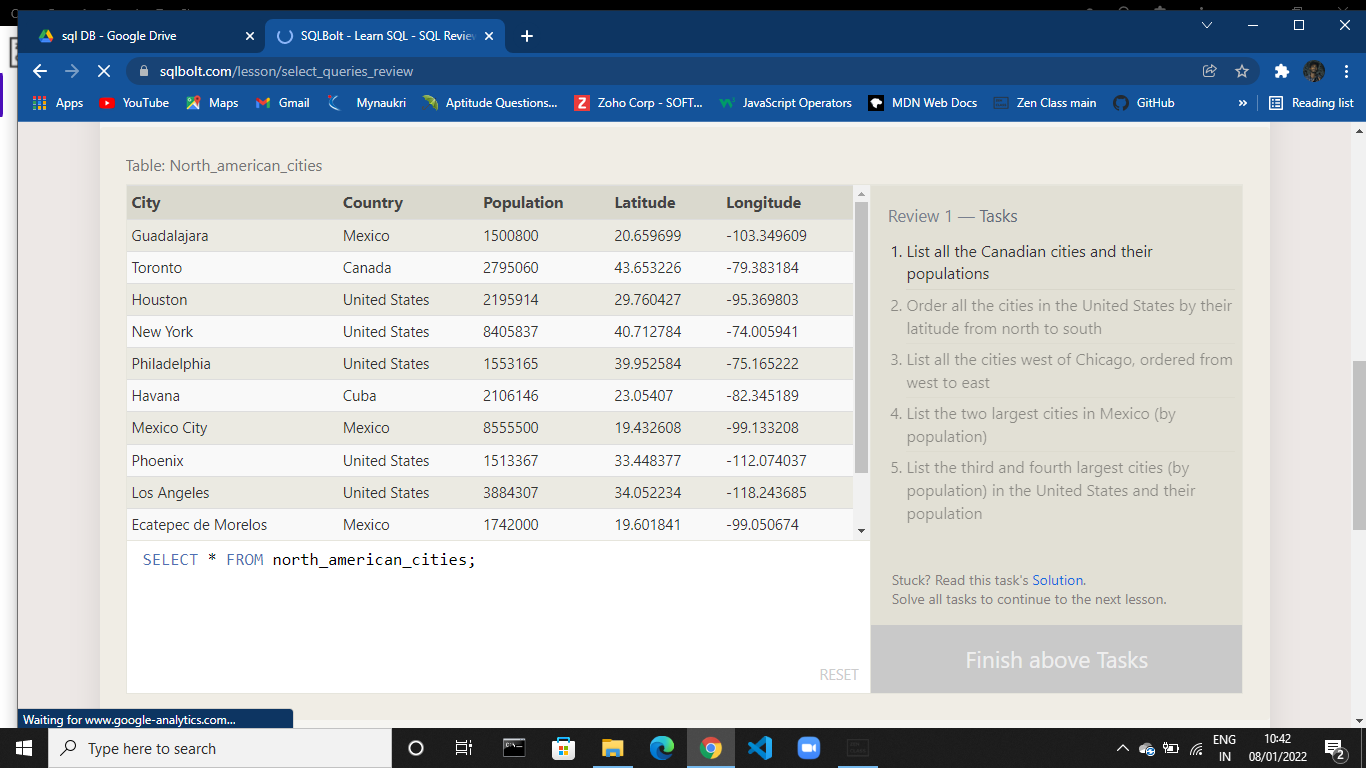 sql DB - Google Drive
SQLBolt - Learn SQL - SQL Review
sqlbolt.com/lesson/select_queries_review
Apps YouTube Maps Gmail Mynaukri Aptitude Questions... Zoho Corp - SOFT... JavaScript Operators MDN Web Docs Zen Class main GitHub » Reading list
Table: North_american_cities
City Country Population Latitude Longitude
Guadalajara Mexico 1500800 20.659699 -103.349609
Toronto Canada 2795060 43.653226 -79.383184
Houston United States 2195914 29.760427 -95.369803
New York United States 8405837 40.712784 -74.005941
Philadelphia United States 1553165 39.952584 -75.165222
Havana Cuba 2106146 23.05407 -82.345189
Mexico City Mexico 8555500 19.432608 -99.133208
Phoenix United States 1513367 33.448377 -112.074037
Los Angeles United States 3884307 34.052234 -118.243685
Ecatepec de Morelos Mexico 1742000 19.601841 -99.050674
SELECT * FROM north_american_cities;
RESET
Review 1 — Tasks
1. List all the Canadian cities and their
populations
2. Order all the cities in the United States by their
latitude from north to south
3. List all the cities west of Chicago, ordered from
west to east
4. List the two largest cities in Mexico (by
population)
5. List the third and fourth largest cities (by
population) in the United States and their
population
Stuck? Read this task's Solution.
Solve all tasks to continue to the next lesson.
Finish above Tasks
Waiting for www.google-analytics.com...
Type here to search
ENG
IN
10:42
08/01/2022
2